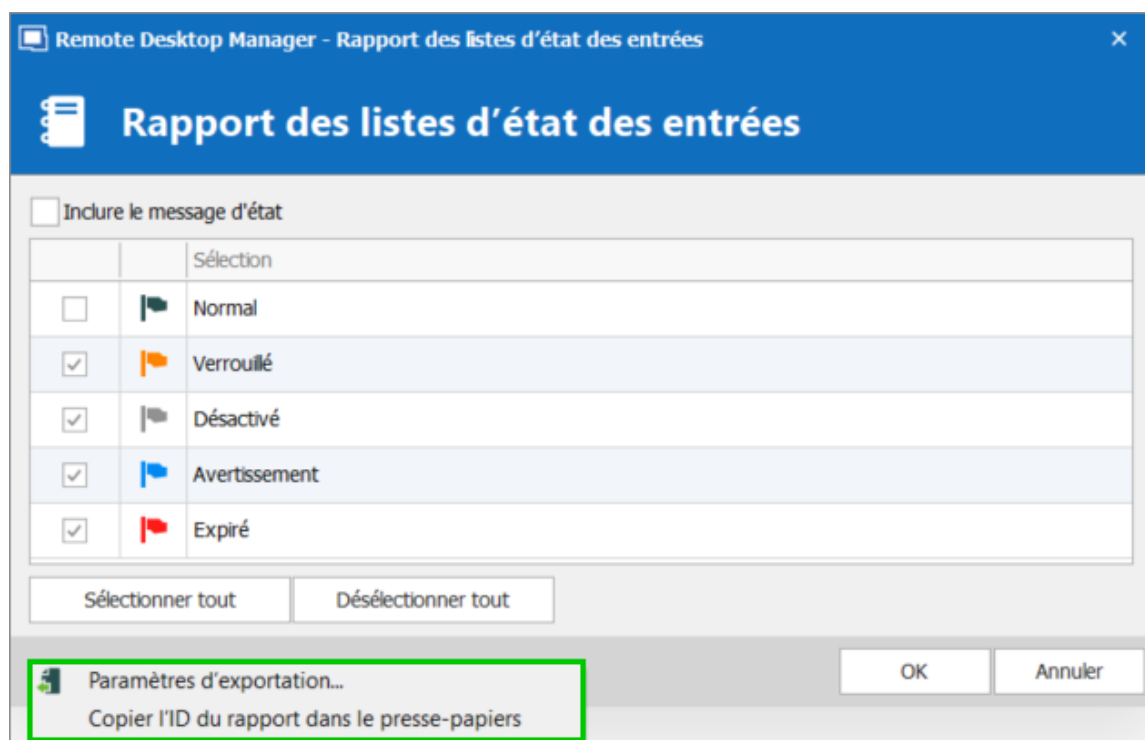 Remote Desktop Manager - Rapport des listes d'état des entrées
Rapport des listes d'état des entrées
Inclure le message d'état
Sélection
Normal
Verrouillé
Désactivé
Avertissement
Expiré
Sélectionner tout
Désélectionner tout
OK
Annuler
Paramètres d'exportation...
Copier l'ID du rapport dans le presse-papiers